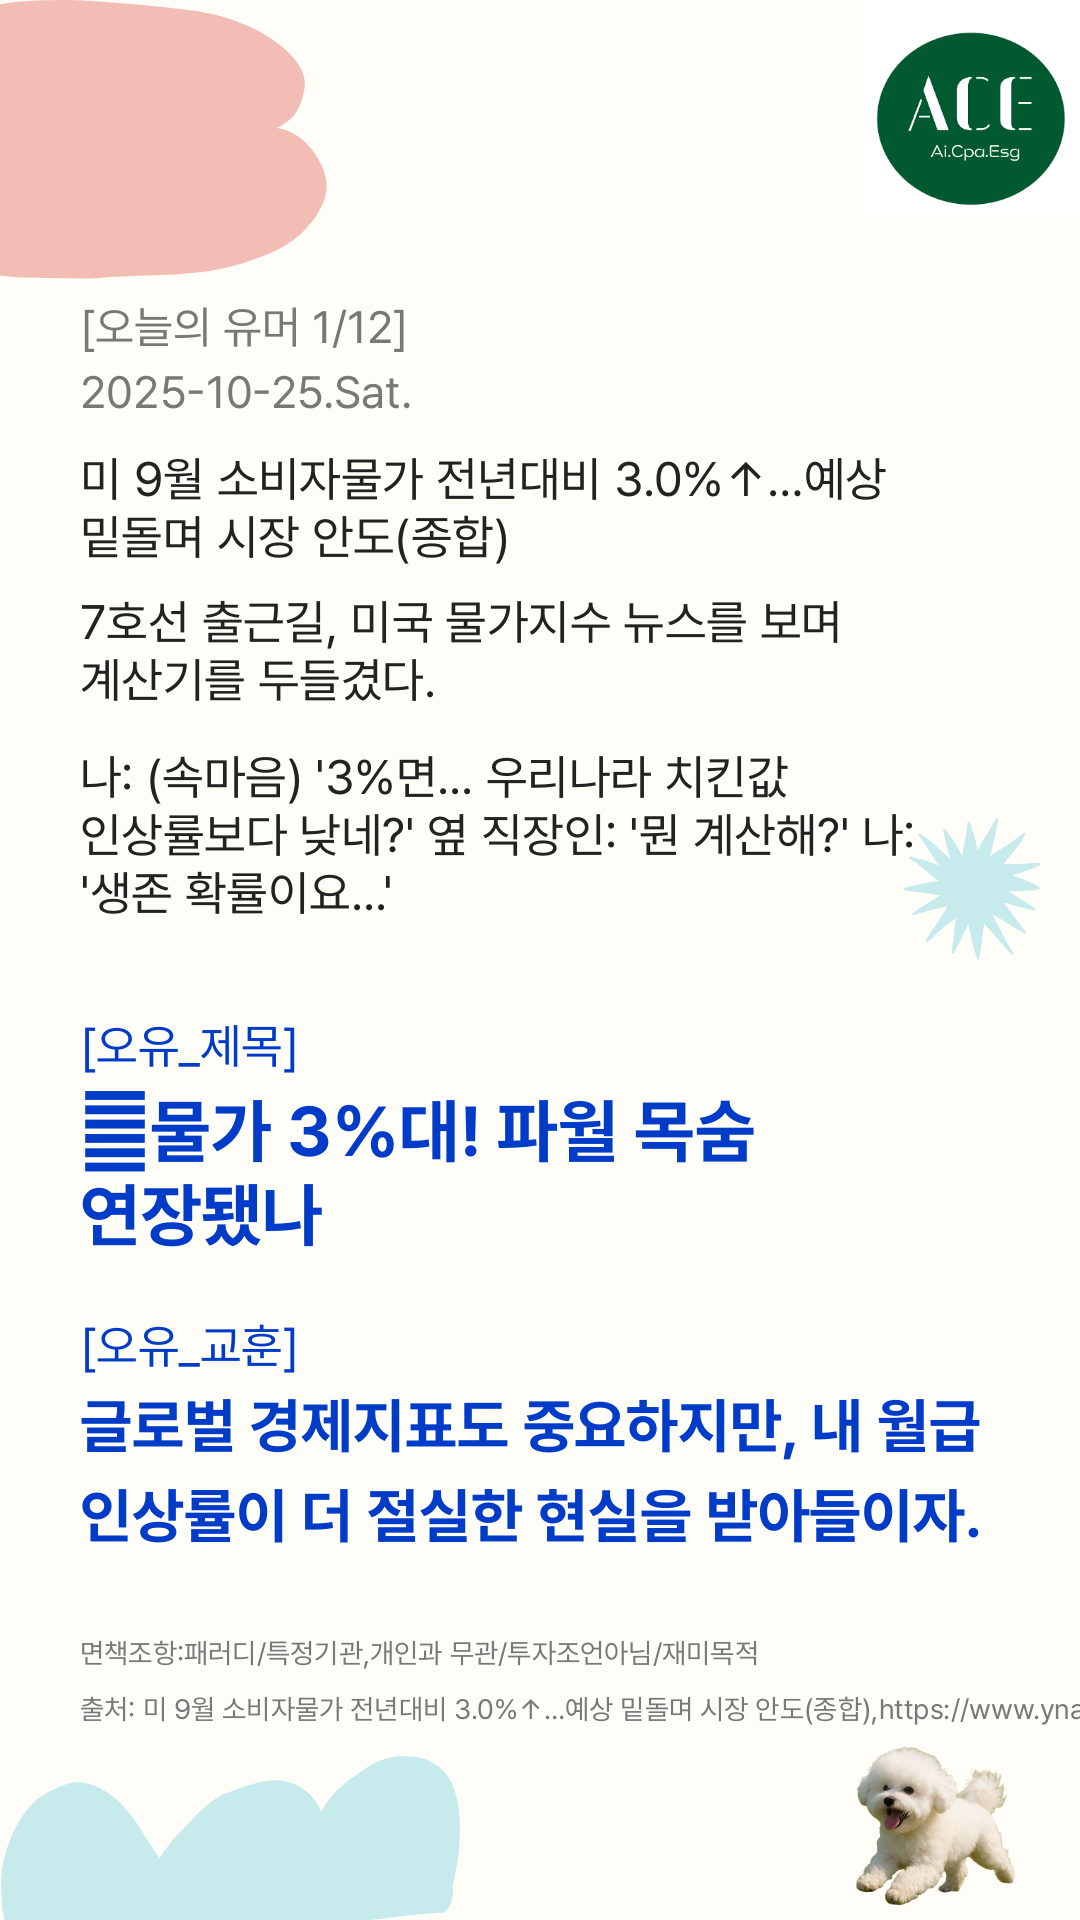 ACE
Ai.Cpa.Esg
[오늘의 유머 1/12]
2025-10-25.Sat.
미 9월 소비자물가 전년대비 3.0%↑...예상
밑돌며 시장 안도(종합)
7호선 출근길, 미국 물가지수 뉴스를 보며
계산기를 두들겼다.
나: (속마음) '3%면... 우리나라 치킨값
인상률보다 낮네?' 옆 직장인: '뭔 계산해?' 나:
'생존 확률이요...'
[오유_제목]
물가 3%대! 파월 목숨
연장됐나
[오유_교훈]
글로벌 경제지표도 중요하지만, 내 월급
인상률이 더 절실한 현실을 받아들이자.
면책조항:패러디/특정기관,개인과 무관/투자조언아님/재미목적
출처: 미 9월 소비자물가 전년대비 3.0%↑...예상 밑돌며 시장 안도(종합),https://www.yna